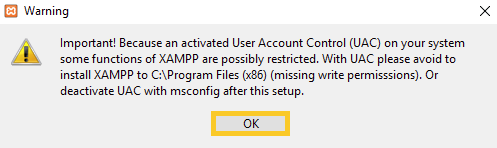 Warning
Important! Because an activated User Account Control (UAC) on your system
some functions of XAMPP are possibly restricted. With UAC please avoid to
install XAMPP to C:\Program Files (x86) (missing write permisssions). Or
deactivate UAC with msconfig after this setup.
OK